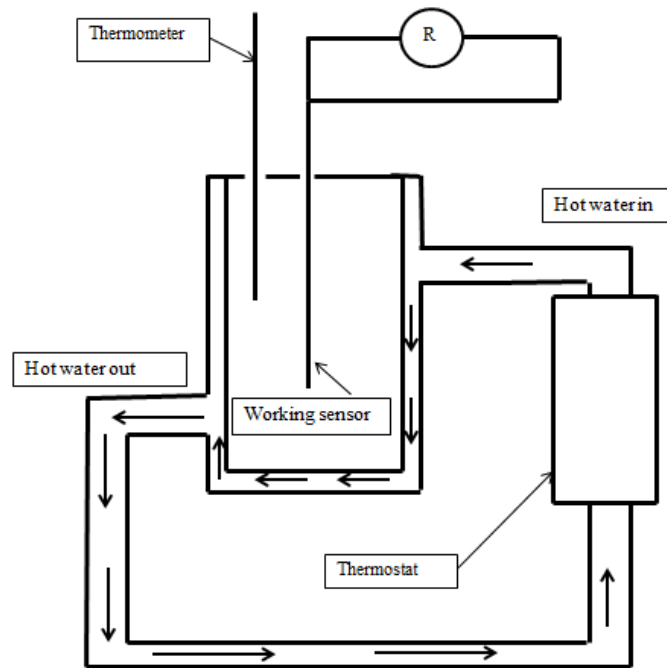 Thermometer
R
Hot water in
Hot water out
Working sensor
Thermostat